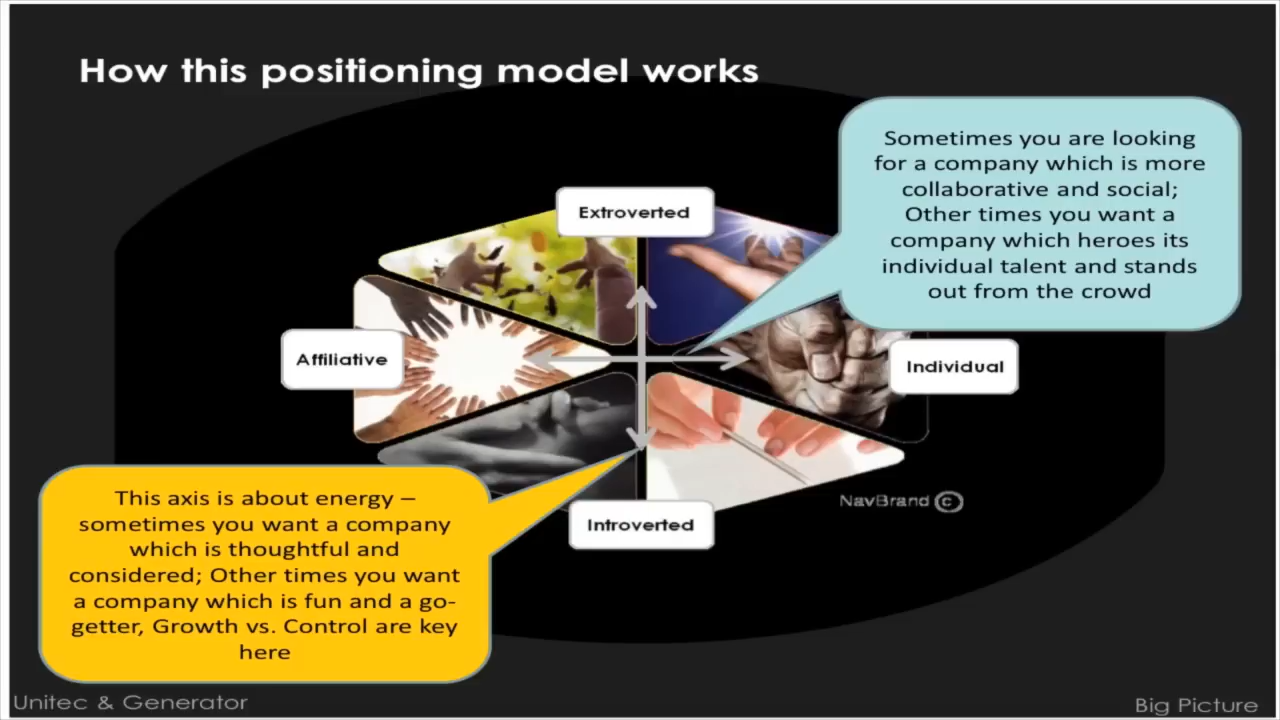 How this positioning model works
Sometimes you are looking
for a company which is more
collaborative and social;
Other times you want a
company which heroes its
individual talent and stands
out from the crowd
Extroverted
Affiliative
Individual
NavBrand ©
Introverted
This axis is about energy –
sometimes you want a company
which is thoughtful and
considered; Other times you want
a company which is fun and a go-
getter, Growth vs. Control are key
here
Unitec & Generator
Big Picture